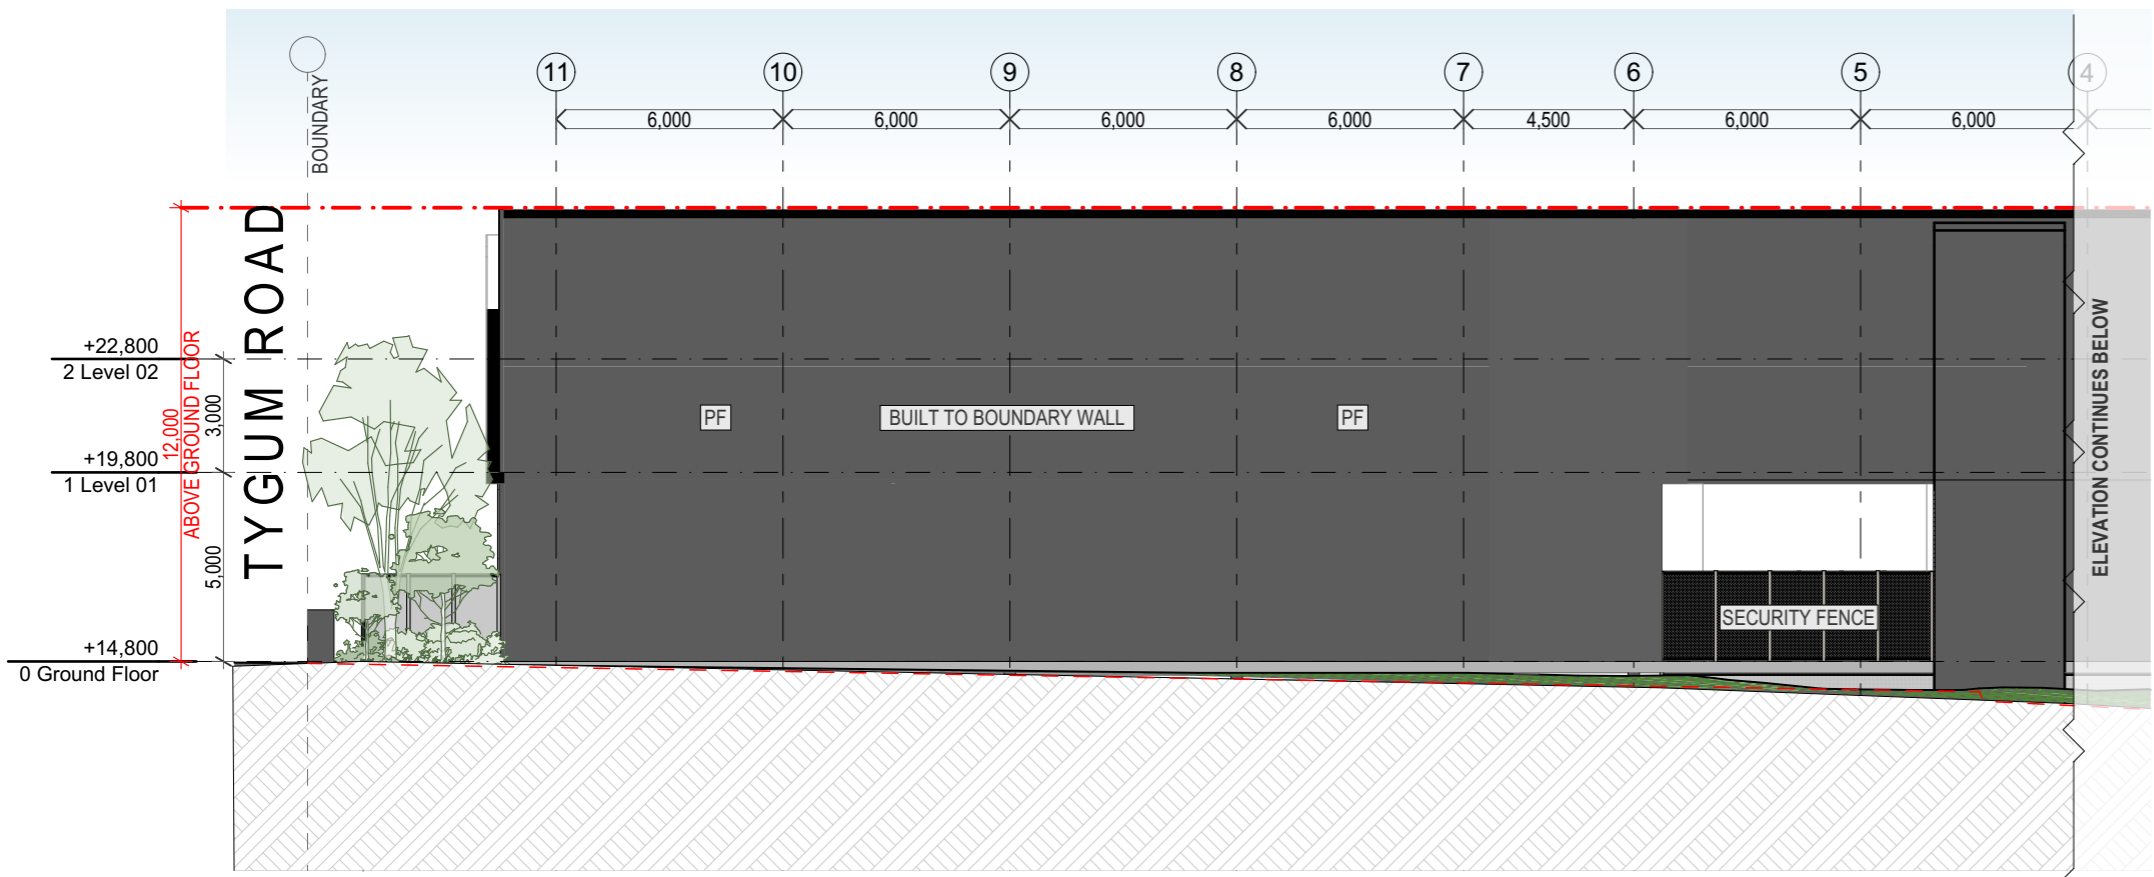 BOUNDARY
11
10
9
8
7
6
5
4
6,000
6,000
6,000
6,000
4,500
6,000
6,000
TYGUM ROAD
12,000
ABOVE GROUND FLOOR
+22,800
2 Level 02
3,000
+19,800
1 Level 01
5,000
+14,800
0 Ground Floor
PF
BUILT TO BOUNDARY WALL
PF
SECURITY FENCE
ELEVATION CONTINUES BELOW